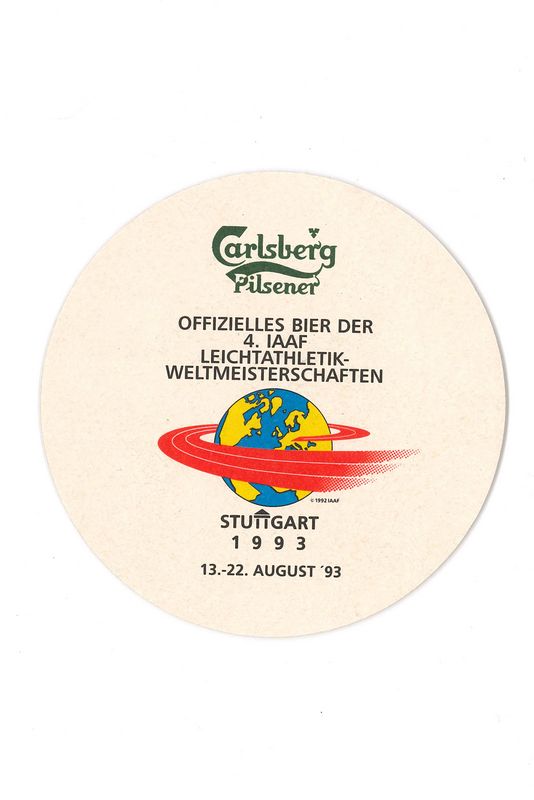 Carlsberg
Pilsener
OFFIZIELLES BIER DER
4. IAAF
LEICHTATHLETIK-
WELTMEISTERSCHAFTEN
© 1992 IAAF
STUTTGART
1993
13.-22. AUGUST ´93